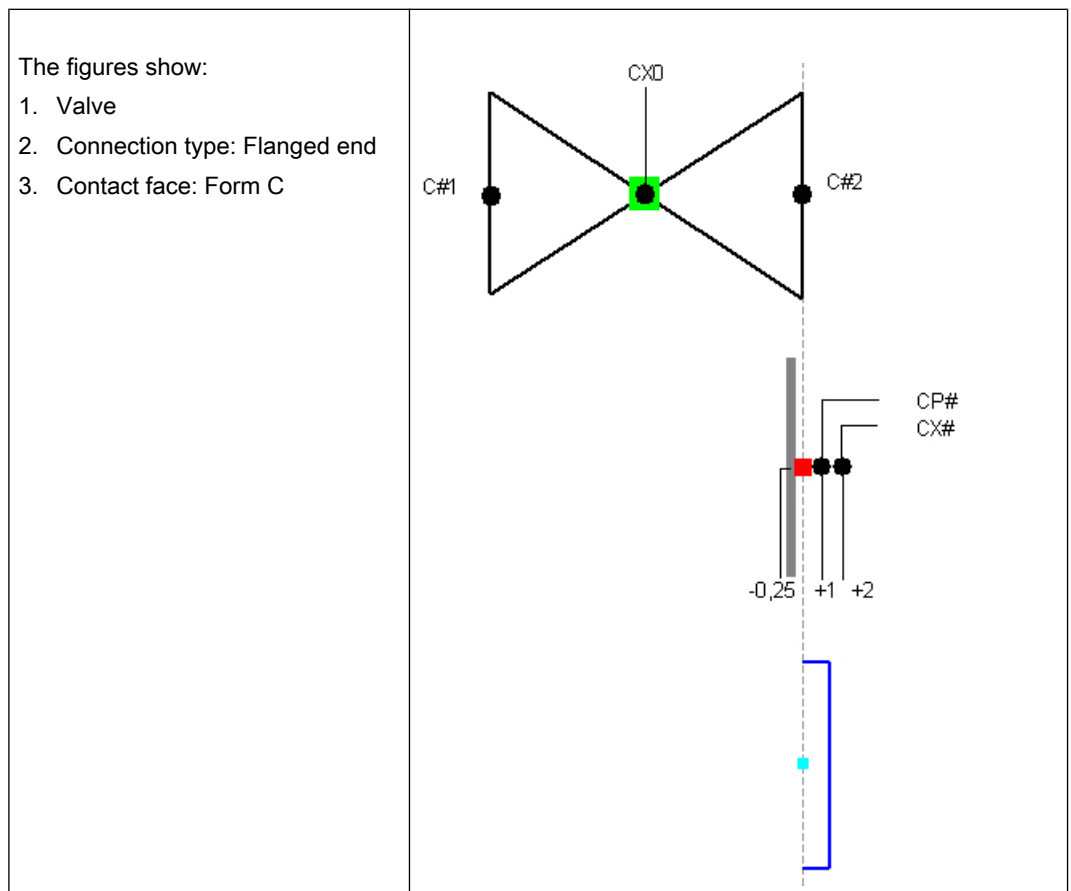 The figures show:
1. Valve
2. Connection type: Flanged end
3. Contact face: Form C
CX0
C#1
C#2
CP#
CX#
-0,25 +1 +2